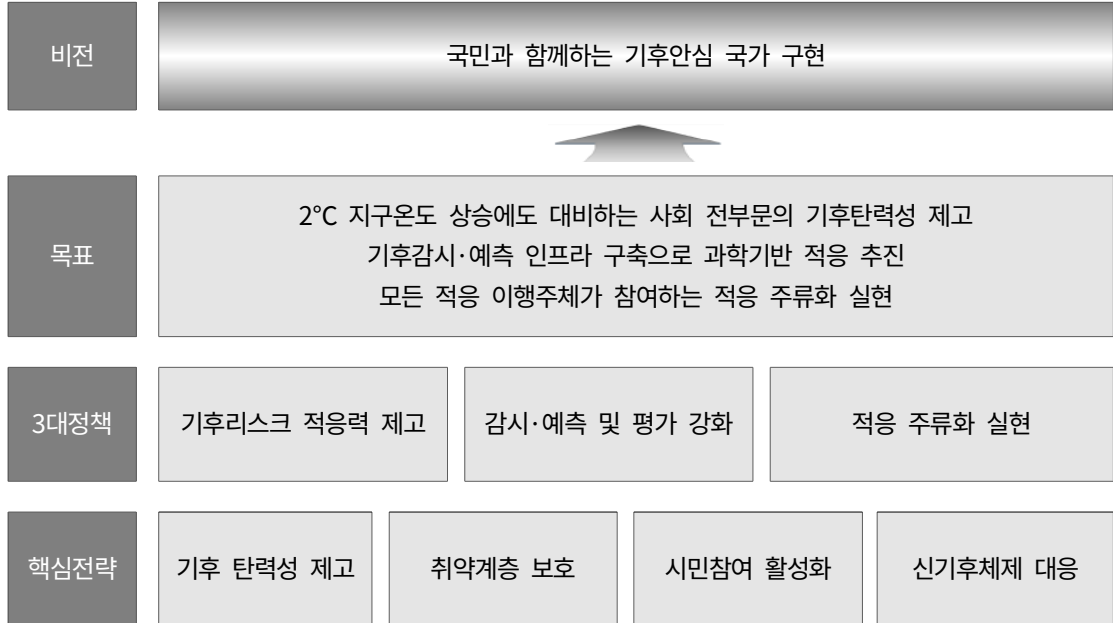 비전
국민과 함께하는 기후안심 국가 구현
목표
2°C 지구온도 상승에도 대비하는 사회 전부문의 기후탄력성 제고
기후감시·예측 인프라 구축으로 과학기반 적응 추진
모든 적응 이행주체가 참여하는 적응 주류화 실현
3대정책
기후리스크 적응력 제고
감시·예측 및 평가 강화
적응 주류화 실현
핵심전략
기후 탄력성 제고
취약계층 보호
시민참여 활성화
신기후체제 대응